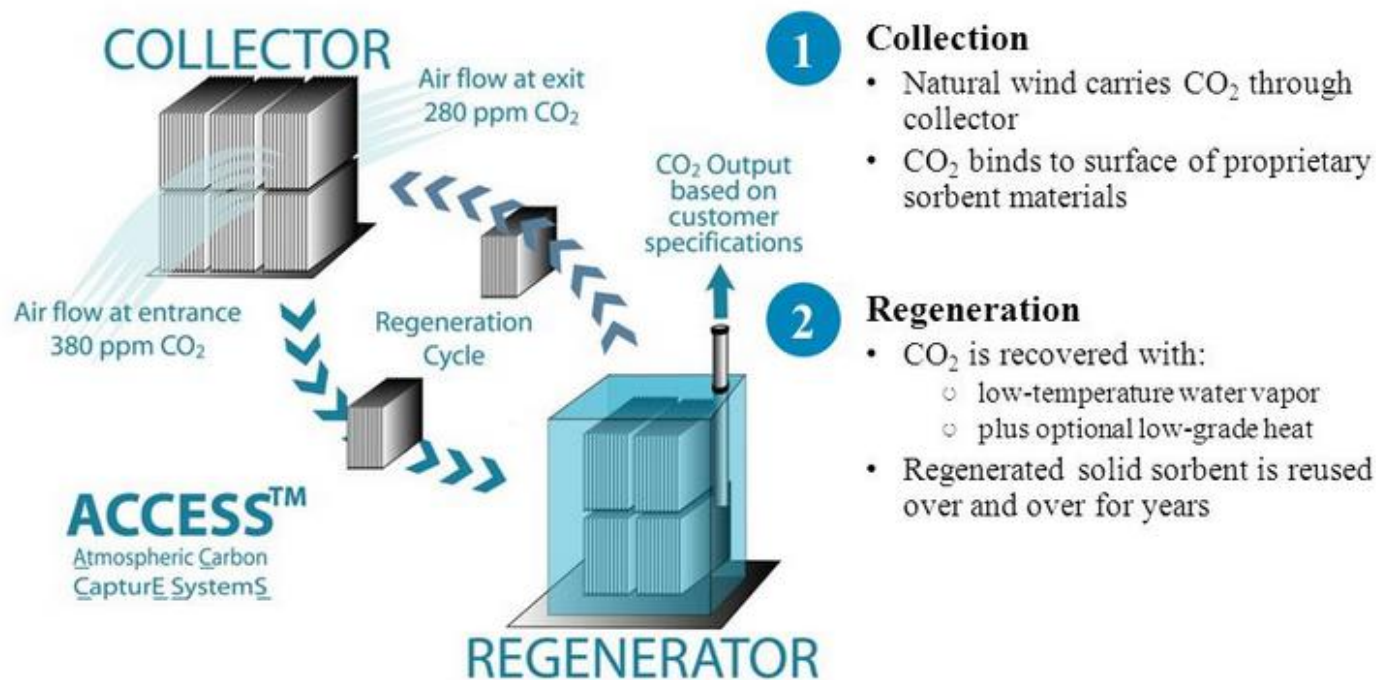 COLLECTOR
Air flow at exit
280 ppm CO₂
Air flow at entrance
380 ppm CO₂
Regeneration
Cycle
CO₂ Output
based on
customer
specifications
ACCESS™
Atmospheric Carbon
CapturE SystemS
REGENERATOR
1 Collection
• Natural wind carries CO₂ through
collector
• CO₂ binds to surface of proprietary
sorbent materials
2 Regeneration
• CO₂ is recovered with:
○ low-temperature water vapor
○ plus optional low-grade heat
• Regenerated solid sorbent is reused
over and over for years